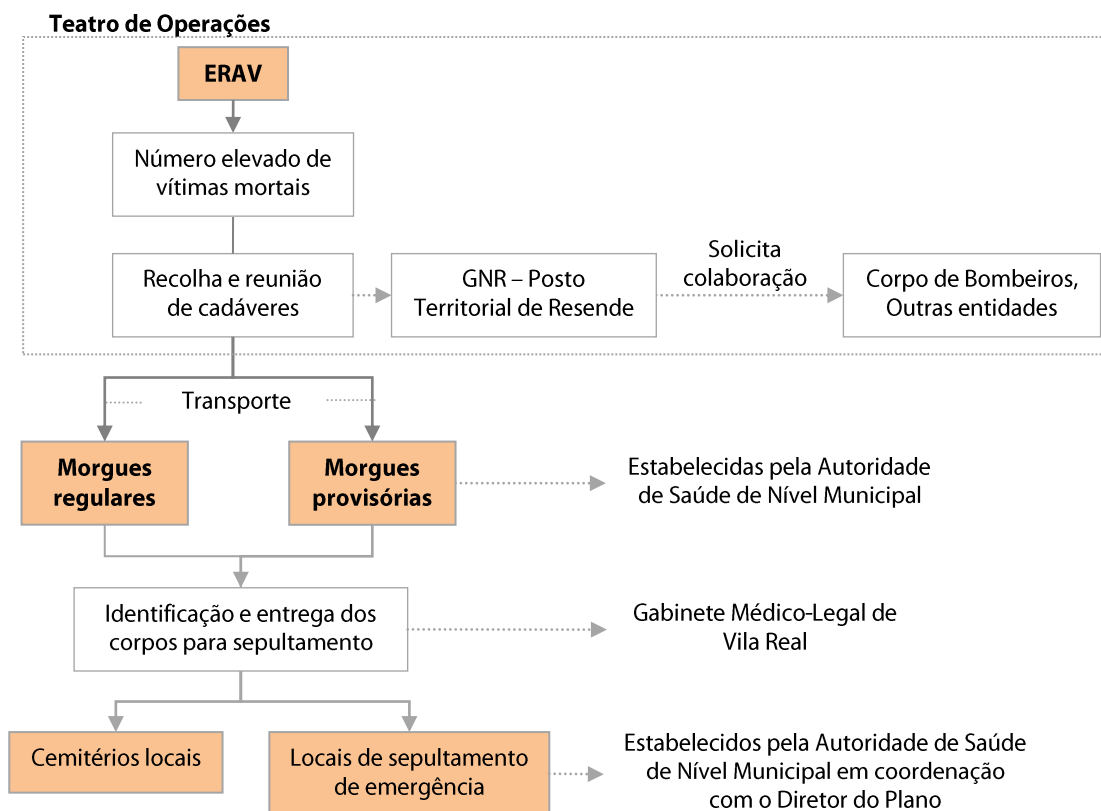 Teatro de Operações
ERAV
Número elevado de
vítimas mortais
Recolha e reunião
de cadáveres
GNR – Posto
Territorial de Resende
Solicita
colaboração
Corpo de Bombeiros,
Outras entidades
Transporte
Morgues
regulares
Morgues
provisórias
Estabelecidas pela Autoridade
de Saúde de Nível Municipal
Identificação e entrega dos
corpos para sepultamento
Gabinete Médico-Legal de
Vila Real
Cemitérios locais
Locais de sepultamento
de emergência
Estabelecidos pela Autoridade de Saúde
de Nível Municipal em coordenação
com o Diretor do Plano